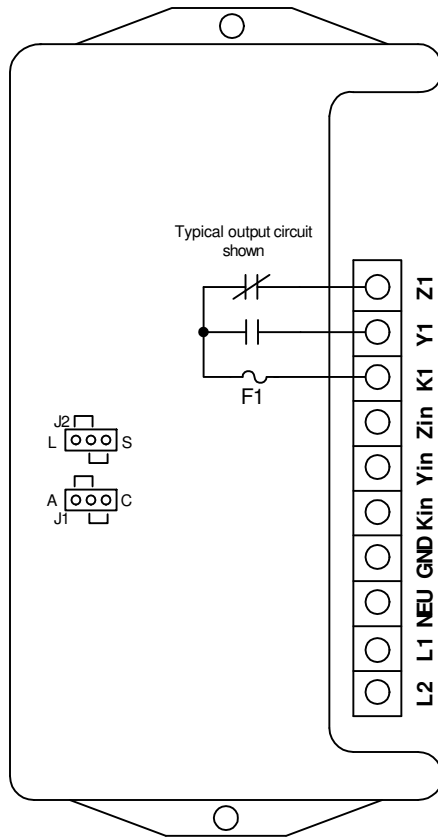 Typical output circuit
shown
Z1
Y1
K1
F1
Zin
J2
L S
Yin
A C
J1
Kin
GND
NEU
L1
L2